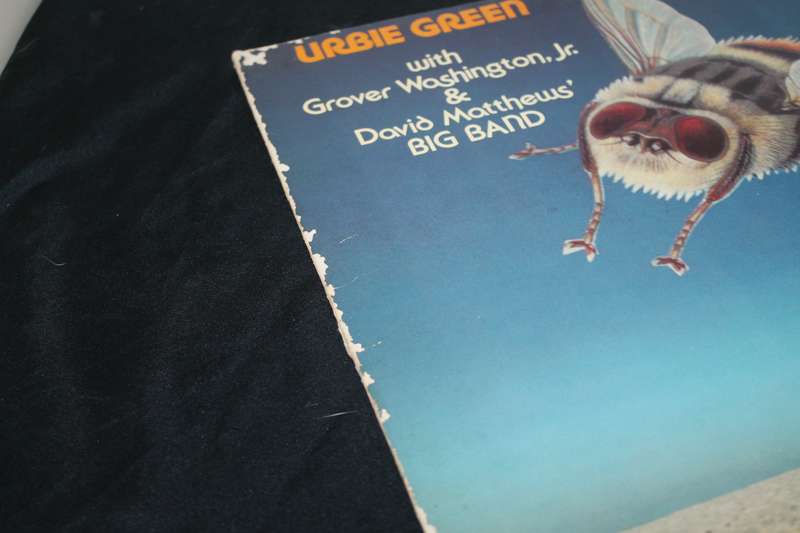 URBIE GREEN
with
Grover Washington, Jr.
&
David Matthews'
BIG BAND